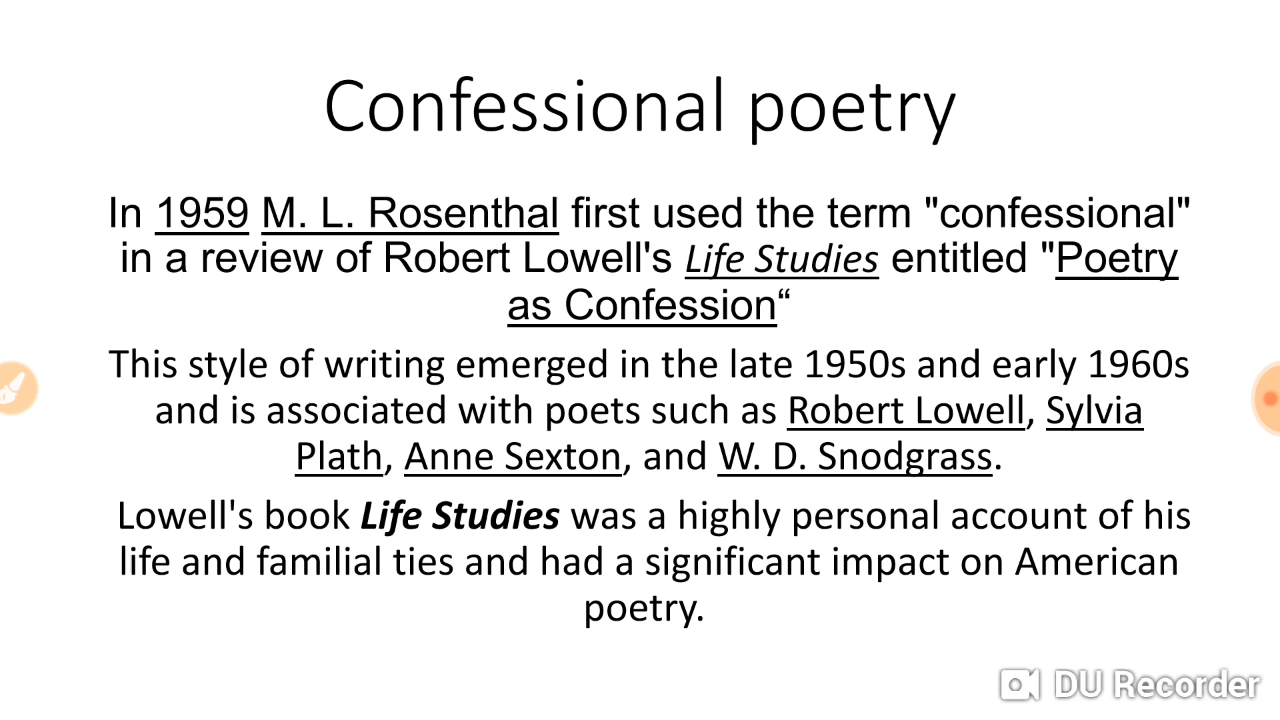 Confessional poetry
In 1959 M. L. Rosenthal first used the term "confessional"
in a review of Robert Lowell's Life Studies entitled "Poetry
as Confession“
This style of writing emerged in the late 1950s and early 1960s
and is associated with poets such as Robert Lowell, Sylvia
Plath, Anne Sexton, and W. D. Snodgrass.
Lowell's book Life Studies was a highly personal account of his
life and familial ties and had a significant impact on American
poetry.
DU Recorder